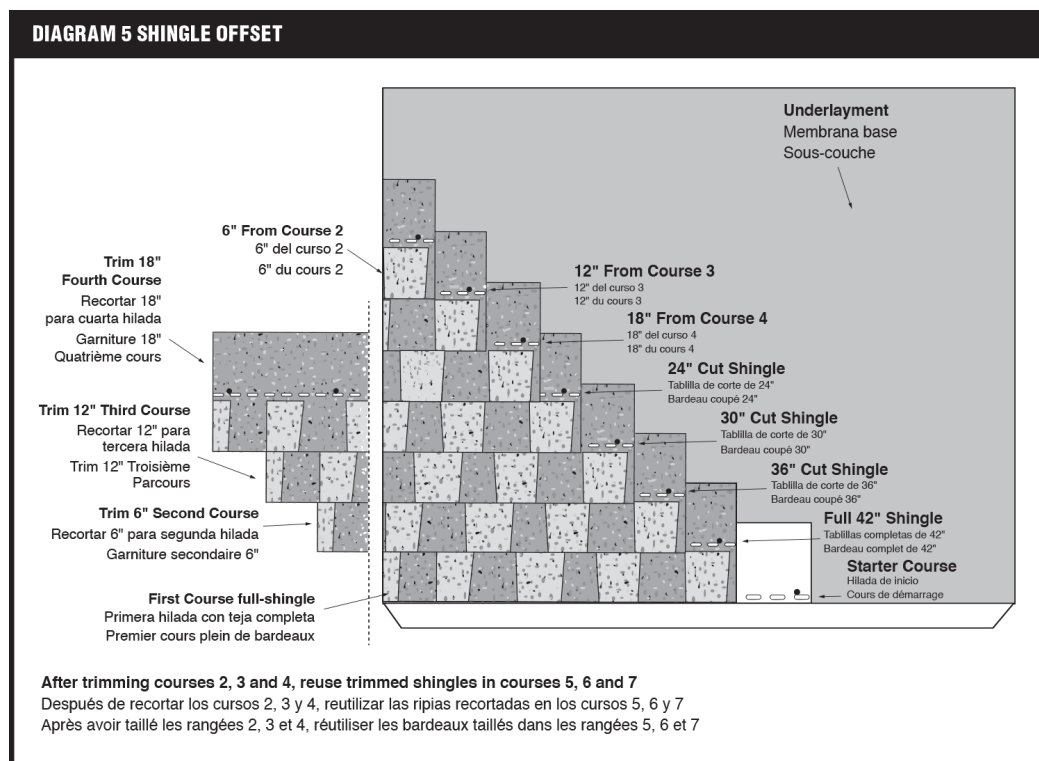 DIAGRAM 5 SHINGLE OFFSET
Underlayment
Membrana base
Sous-couche
6" From Course 2
6" del curso 2
6" du cours 2
Trim 18"
Fourth Course
Recortar 18"
para cuarta hilada
Garniture 18"
Quatrième cours
Trim 12" Third Course
Recortar 12" para
tercera hilada
Trim 12" Troisième
Parcours
Trim 6" Second Course
Recortar 6" para segunda hilada
Garniture secondaire 6"
First Course full-shingle
Primera hilada con teja completa
Premier cours plein de bardeaux
12" From Course 3
12" del curso 3
12" du cours 3
18" From Course 4
18" del curso 4
18" du cours 4
24" Cut Shingle
Tablilla de corte de 24"
Bardeau coupé 24"
30" Cut Shingle
Tablilla de corte de 30"
Bardeau coupé 30"
36" Cut Shingle
Tablilla de corte de 36"
Bardeau coupé 36"
Full 42" Shingle
Tablillas completas de 42"
Bardeau complet de 42"
Starter Course
Hilada de inicio
Cours de démarrage
After trimming courses 2, 3 and 4, reuse trimmed shingles in courses 5, 6 and 7
Después de recortar los cursos 2, 3 y 4, reutilizar las ripias recortadas en los cursos 5, 6 y 7
Après avoir taillé les rangées 2, 3 et 4, réutiliser les bardeaux taillés dans les rangées 5, 6 et 7